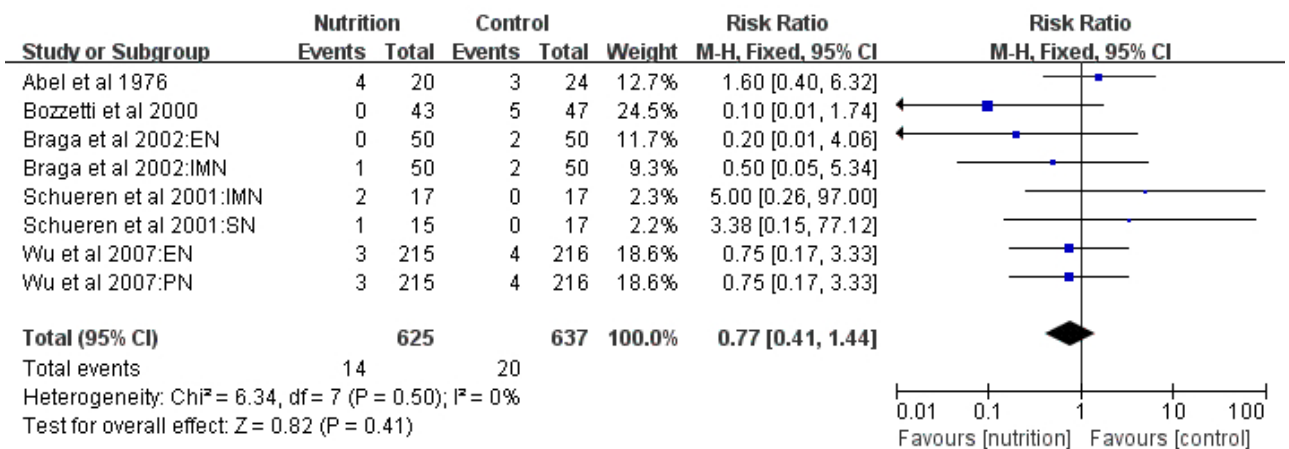 Nutrition Control Risk Ratio Risk Ratio
Study or Subgroup Events Total Events Total Weight M-H, Fixed, 95% CI M-H, Fixed, 95% CI
Abel et al 1976 4 20 3 24 12.7% 1.60 [0.40, 6.32]
Bozzetti et al 2000 0 43 5 47 24.5% 0.10 [0.01, 1.74]
Braga et al 2002:EN 0 50 2 50 11.7% 0.20 [0.01, 4.06]
Braga et al 2002:IMN 1 50 2 50 9.3% 0.50 [0.05, 5.34]
Schueren et al 2001:IMN 2 17 0 17 2.3% 5.00 [0.26, 97.00]
Schueren et al 2001:SN 1 15 0 17 2.2% 3.38 [0.15, 77.12]
Wu et al 2007:EN 3 215 4 216 18.6% 0.75 [0.17, 3.33]
Wu et al 2007:PN 3 215 4 216 18.6% 0.75 [0.17, 3.33]
Total (95% CI) 625 637 100.0% 0.77 [0.41, 1.44]
Total events 14 20
Heterogeneity: Chi² = 6.34, df = 7 (P = 0.50); I² = 0%
Test for overall effect: Z = 0.82 (P = 0.41)
0.01 0.1 1 10 100
Favours [nutrition] Favours [control]